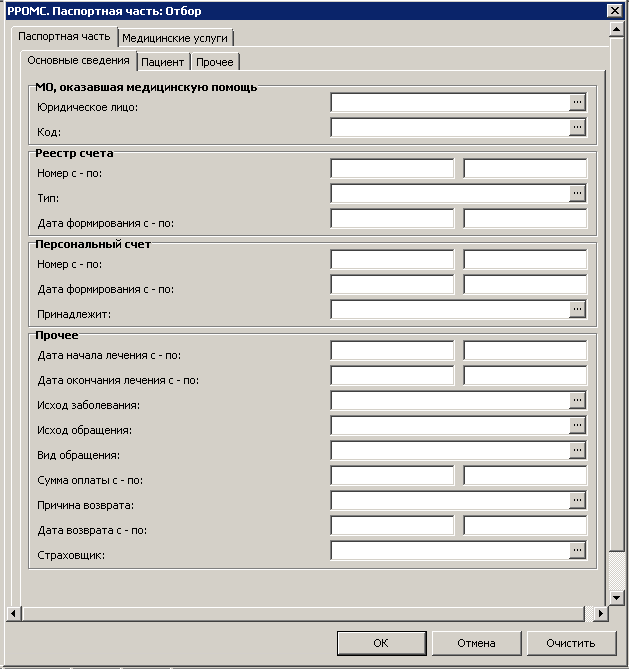 РРОМС. Паспортная часть: Отбор
Паспортная часть Медицинские услуги
Основные сведения Пациент Прочее
МО, оказавшая медицинскую помощь
Юридическое лицо: ...
Код: ...
Реестр счета
Номер с - по:
Тип: ...
Дата формирования с - по:
Персональный счет
Номер с - по:
Дата формирования с - по:
Принадлежит: ...
Прочее
Дата начала лечения с - по:
Дата окончания лечения с - по:
Исход заболевания: ...
Исход обращения: ...
Вид обращения: ...
Сумма оплаты с - по:
Причина возврата: ...
Дата возврата с - по:
Страховщик: ...
ОК Отмена Очистить